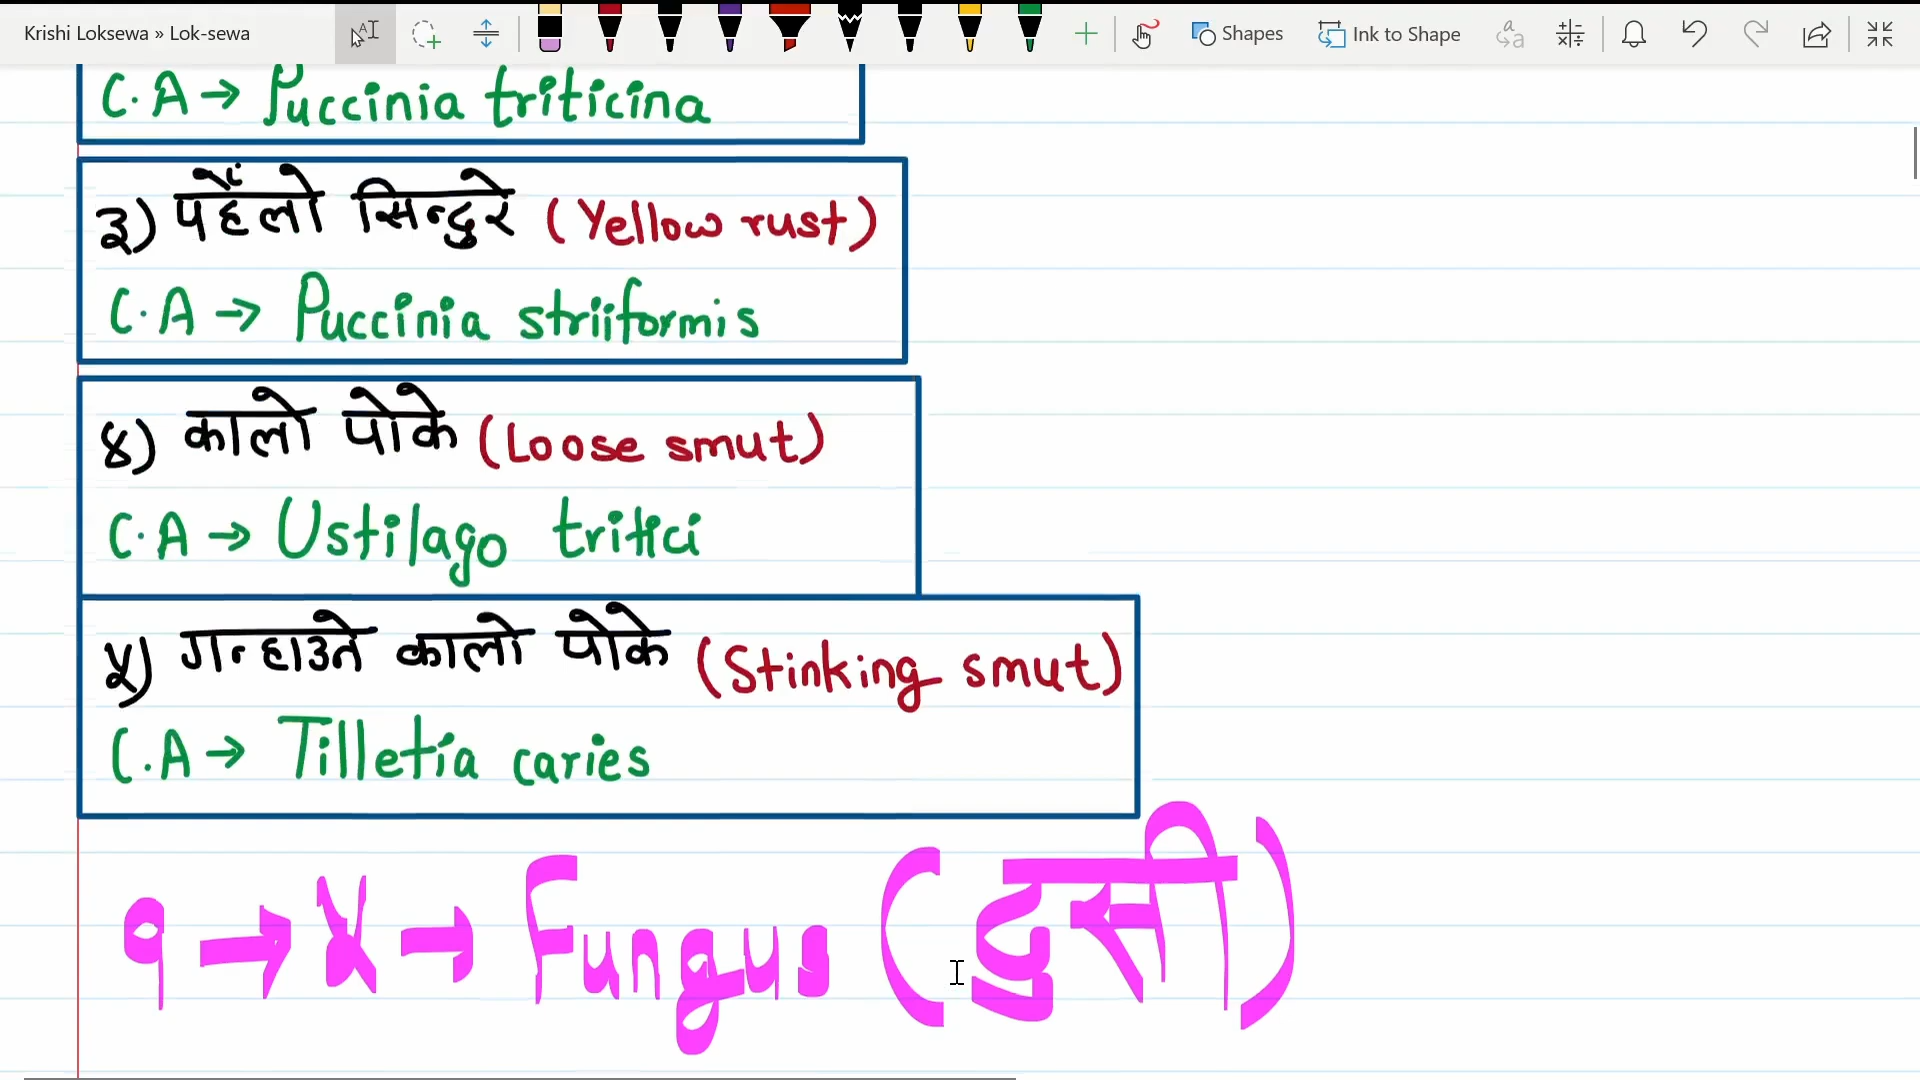 Krishi Loksewa » Lok-sewa
Shapes
Ink to Shape
C.A → Puccinia triticina
३) पहेँलो सिन्दुरे (Yellow rust)
C.A → Puccinia striiformis
४) कालो पोके (Loose smut)
C.A → Ustilago tritici
५) गन्हाउने कालो पोके (Stinking smut)
C.A → Tilletia caries
१ → ५ → Fungus (ढुसी)